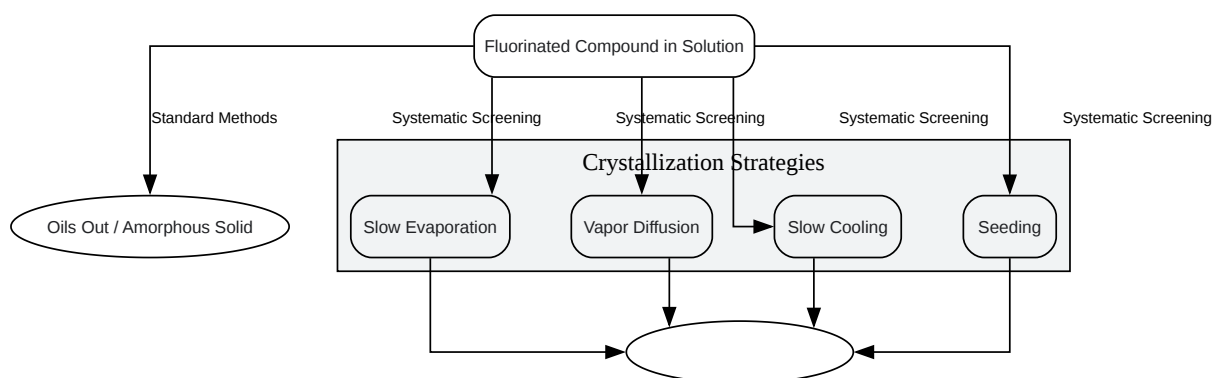 Fluorinated Compound in Solution
Standard Methods
Systematic Screening
Systematic Screening
Systematic Screening
Systematic Screening
Crystallization Strategies
Oils Out / Amorphous Solid
Slow Evaporation
Vapor Diffusion
Slow Cooling
Seeding